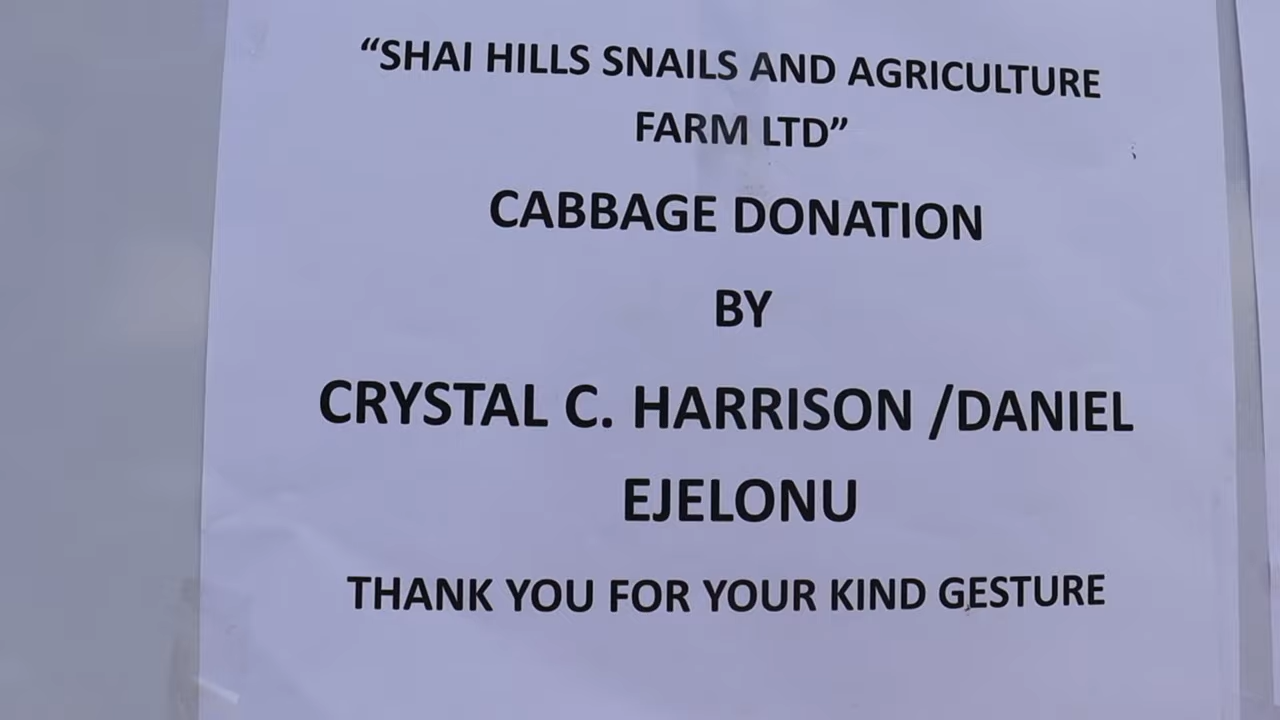 “SHAI HILLS SNAILS AND AGRICULTURE
FARM LTD”
CABBAGE DONATION
BY
CRYSTAL C. HARRISON /DANIEL
EJELONU
THANK YOU FOR YOUR KIND GESTURE